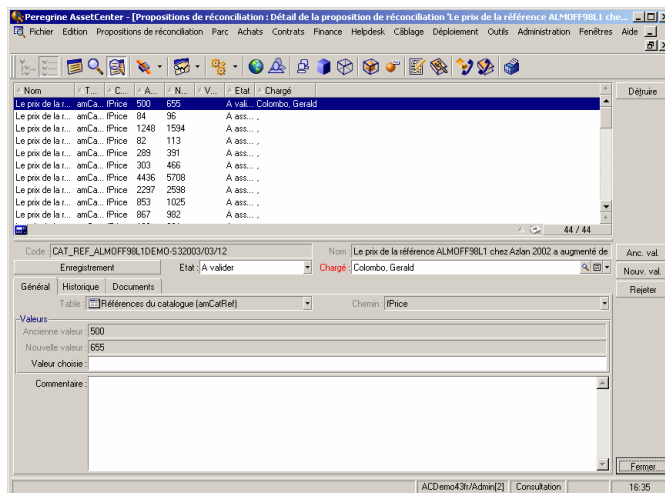 Peregrine AssetCenter - [Propositions de réconciliation : Détail de la proposition de réconciliation 'Le prix de la référence ALMOFF98L1 che...
Fichier Edition Propositions de réconciliation Parc Achats Contrats Finance Helpdesk Câblage Déploiement Outils Administration Fenêtres Aide
Nom T... C... A... N... V... Etat Chargé
Détruire
Le prix de la r... amCa... fPrice 500 655 A vali... Colombo, Gerald
Le prix de la r... amCa... fPrice 84 96 A ass... ,
Le prix de la r... amCa... fPrice 1248 1594 A ass... ,
Le prix de la r... amCa... fPrice 82 113 A ass... ,
Le prix de la r... amCa... fPrice 289 391 A ass... ,
Le prix de la r... amCa... fPrice 303 466 A ass... ,
Le prix de la r... amCa... fPrice 4436 5708 A ass... ,
Le prix de la r... amCa... fPrice 2297 2598 A ass... ,
Le prix de la r... amCa... fPrice 853 1025 A ass... ,
Le prix de la r... amCa... fPrice 867 982 A ass... ,
44 / 44
Code : CAT_REF_ALMOFF98L1DEMO-S32003/03/12 Nom : Le prix de la référence ALMOFF98L1 chez Azlan 2002 a augmenté de
Anc. val.
Enregistrement Etat : A valider Chargé : Colombo, Gerald
Nouv. val.
Général Historique Documents
Rejeter
Table : Références du catalogue (amCatRef) Chemin : fPrice
Valeurs
Ancienne valeur : 500
Nouvelle valeur : 655
Valeur choisie :
Commentaire :
Fermer
ACDemo43fr/Admin[2] Consultation 16:35